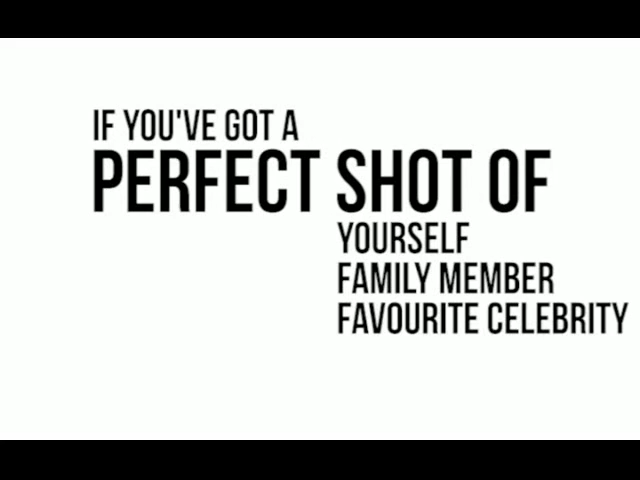 IF YOU'VE GOT A
PERFECT SHOT OF
YOURSELF
FAMILY MEMBER
FAVOURITE CELEBRITY